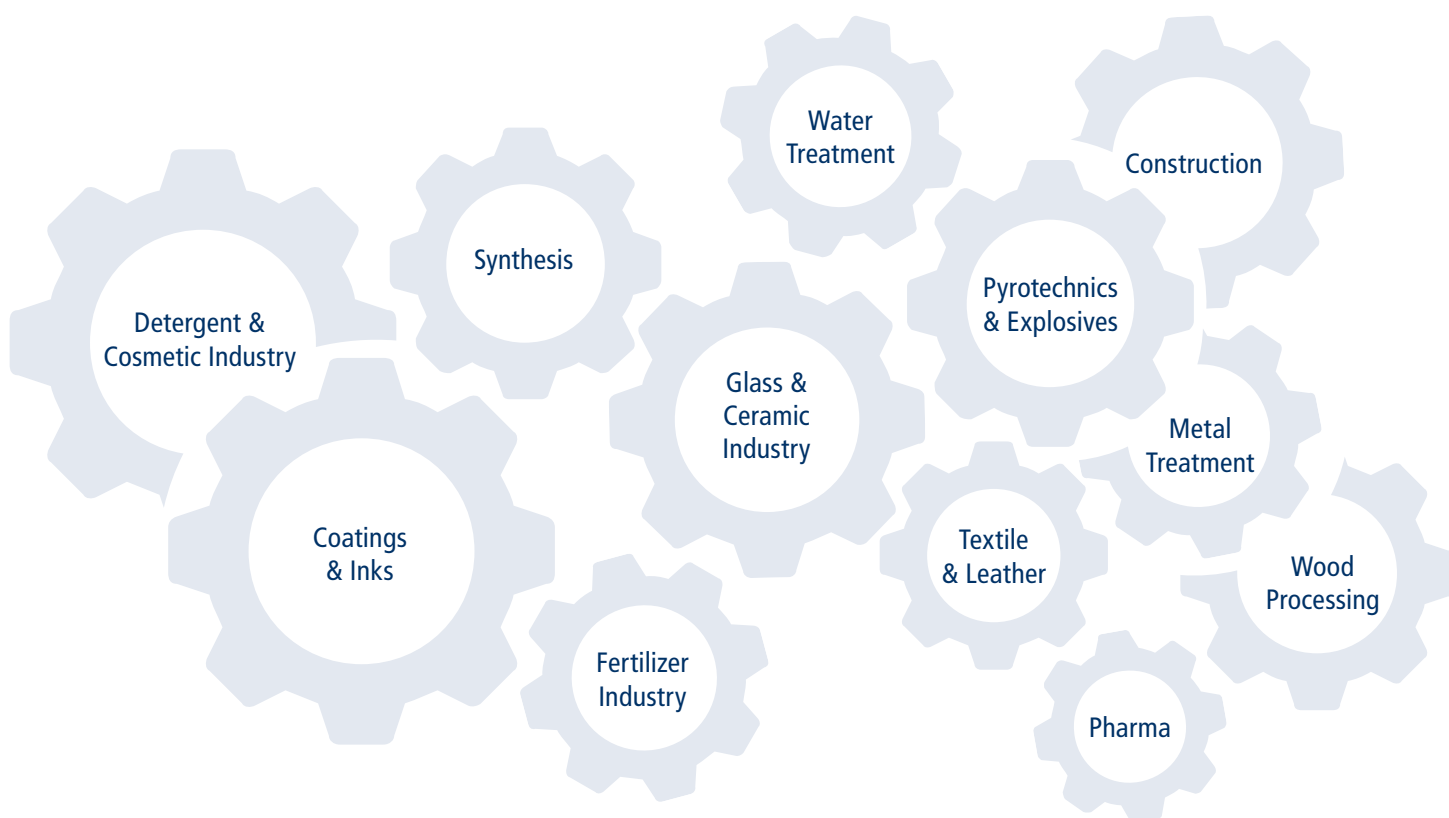 Water
Treatment
Construction
Synthesis
Pyrotechnics
& Explosives
Detergent &
Cosmetic Industry
Glass &
Ceramic
Industry
Metal
Treatment
Coatings
& Inks
Textile
& Leather
Wood
Processing
Fertilizer
Industry
Pharma